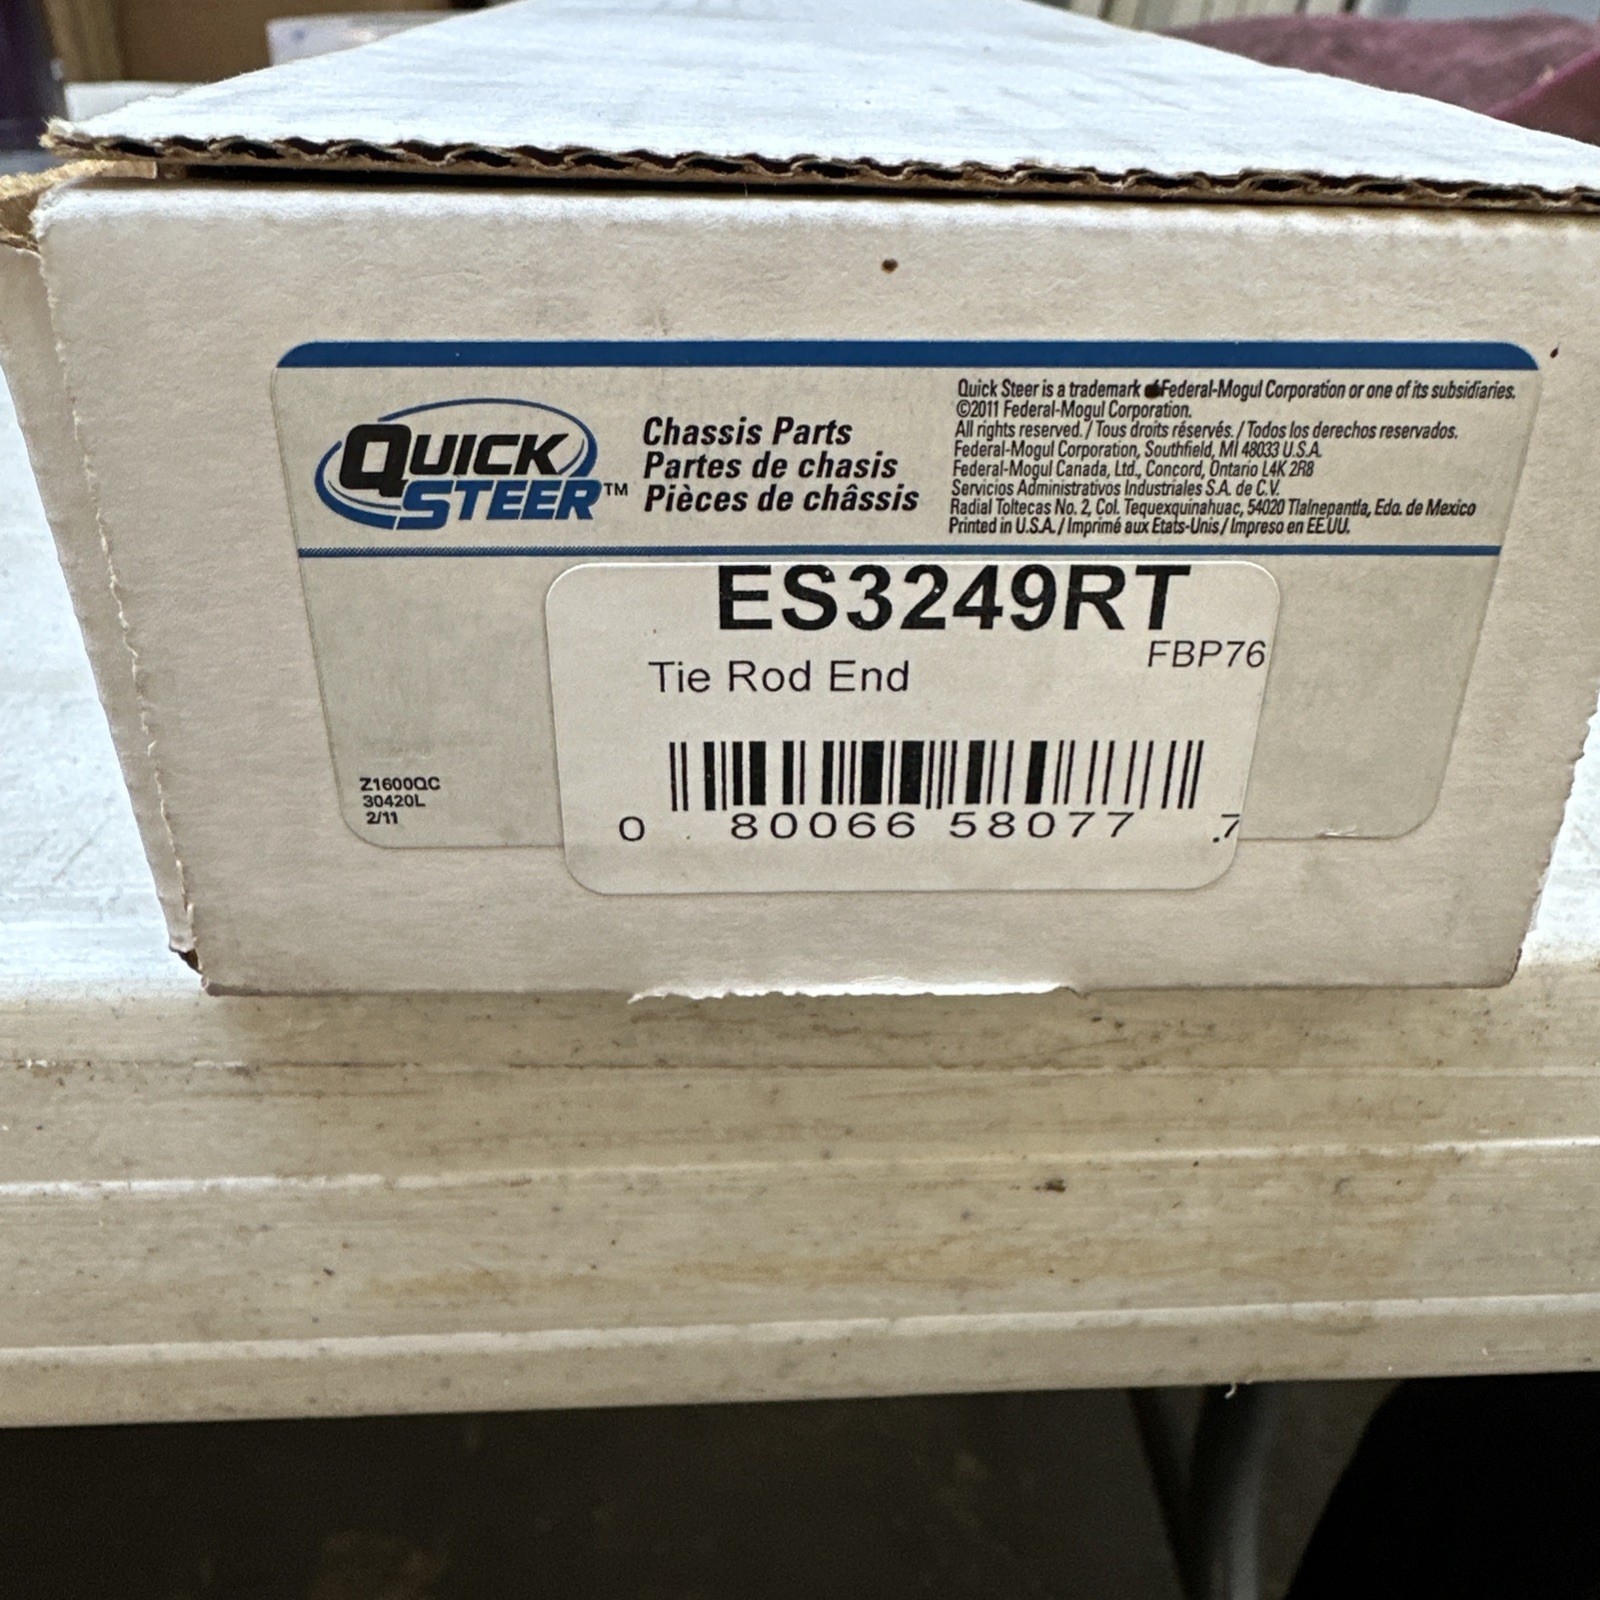 QUICK
STEER™
Chassis Parts
Partes de chasis
Pièces de châssis
Quick Steer is a trademark of Federal-Mogul Corporation or one of its subsidiaries.
©2011 Federal-Mogul Corporation.
All rights reserved. / Tous droits réservés. / Todos los derechos reservados.
Federal-Mogul Corporation, Southfield, MI 48033 U.S.A.
Federal-Mogul Canada, Ltd., Concord, Ontario L4K 2R8
Servicios Administrativos Industriales S.A. de C.V.
Radial Toltecas No. 2, Col. Tequexquinahuac, 54020 Tlalnepantla, Edo. de Mexico
Printed in U.S.A. / Imprimé aux Etats-Unis / Impreso en EE.UU.
ES3249RT
FBP76
Tie Rod End
0 80066 58077 7
Z1600QC
30420L
2/11